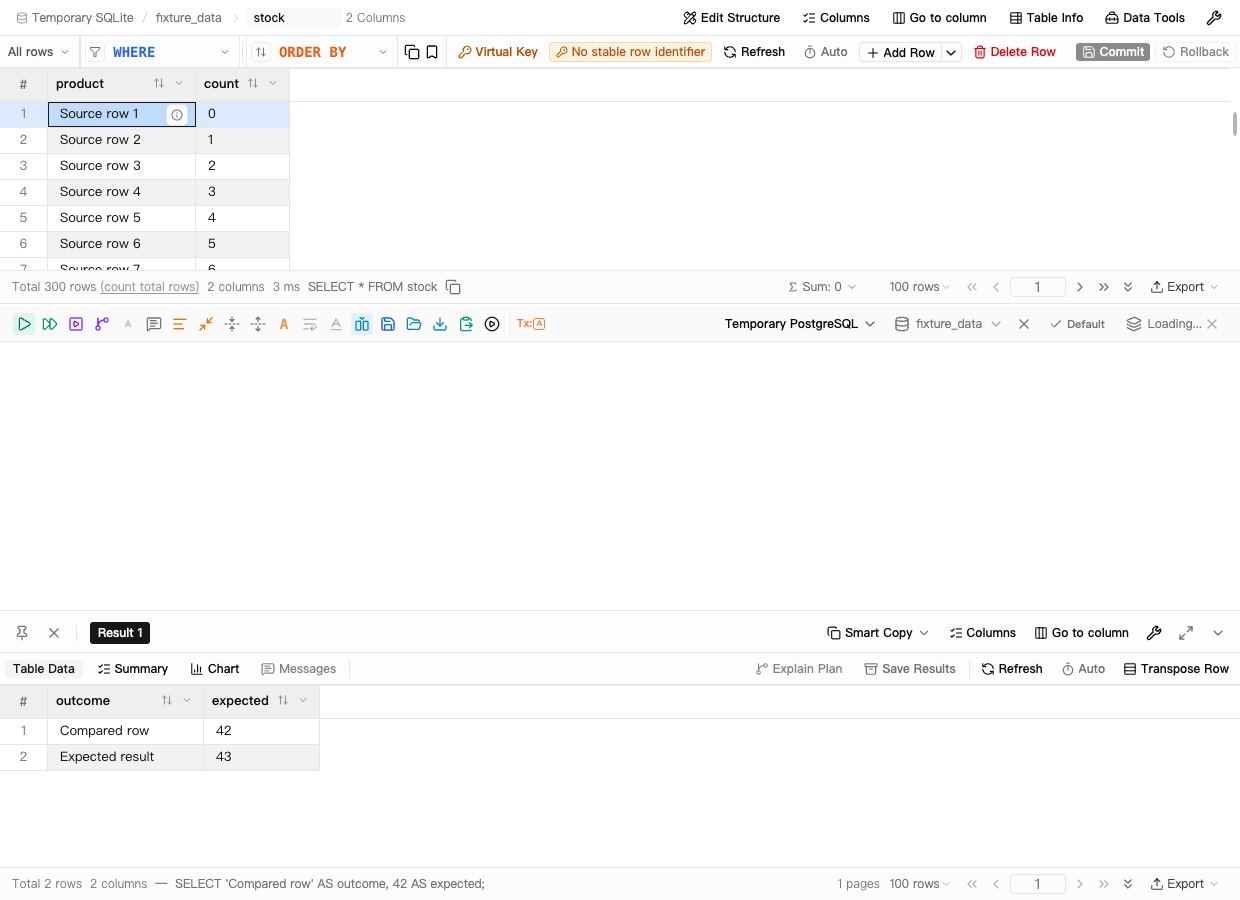 Temporary SQLite / fixture_data > stock 2 Columns Edit Structure Columns Go to column Table Info Data Tools
All rows WHERE ORDER BY Virtual Key No stable row identifier Refresh Auto Add Row Delete Row Commit Rollback
# product count
1 Source row 1 0
2 Source row 2 1
3 Source row 3 2
4 Source row 4 3
5 Source row 5 4
6 Source row 6 5
7 Source row 7 6
Total 300 rows (count total rows) 2 columns 3 ms SELECT * FROM stock Σ Sum: 0 100 rows 1 Export
A A A Tx: A Temporary PostgreSQL fixture_data Default Loading...
Result 1 Smart Copy Columns Go to column
Table Data Summary Chart Messages Explain Plan Save Results Refresh Auto Transpose Row
# outcome expected
1 Compared row 42
2 Expected result 43
Total 2 rows 2 columns — SELECT 'Compared row' AS outcome, 42 AS expected; 1 pages 100 rows 1 Export